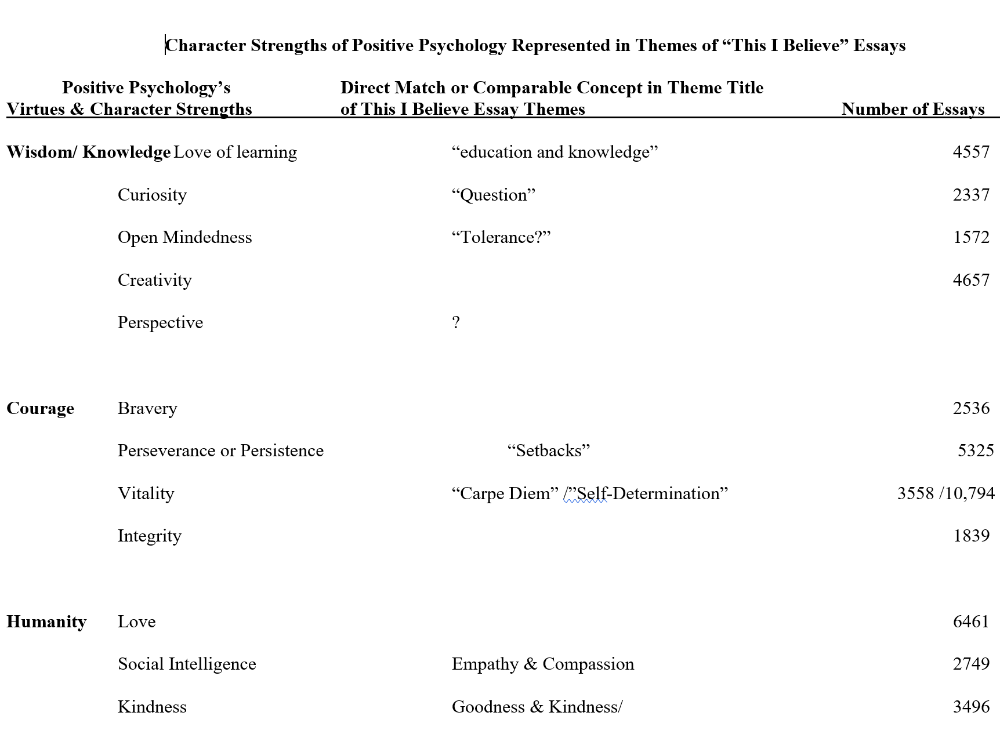 Character Strengths of Positive Psychology Represented in Themes of “This I Believe” Essays
Positive Psychology’s Direct Match or Comparable Concept in Theme Title
Virtues & Character Strengths of This I Believe Essay Themes Number of Essays
Wisdom/ Knowledge Love of learning “education and knowledge” 4557
Curiosity “Question” 2337
Open Mindedness “Tolerance?” 1572
Creativity 4657
Perspective ?
Courage Bravery 2536
Perseverance or Persistence “Setbacks” 5325
Vitality “Carpe Diem” /”Self-Determination” 3558 /10,794
Integrity 1839
Humanity Love 6461
Social Intelligence Empathy & Compassion 2749
Kindness Goodness & Kindness/ 3496